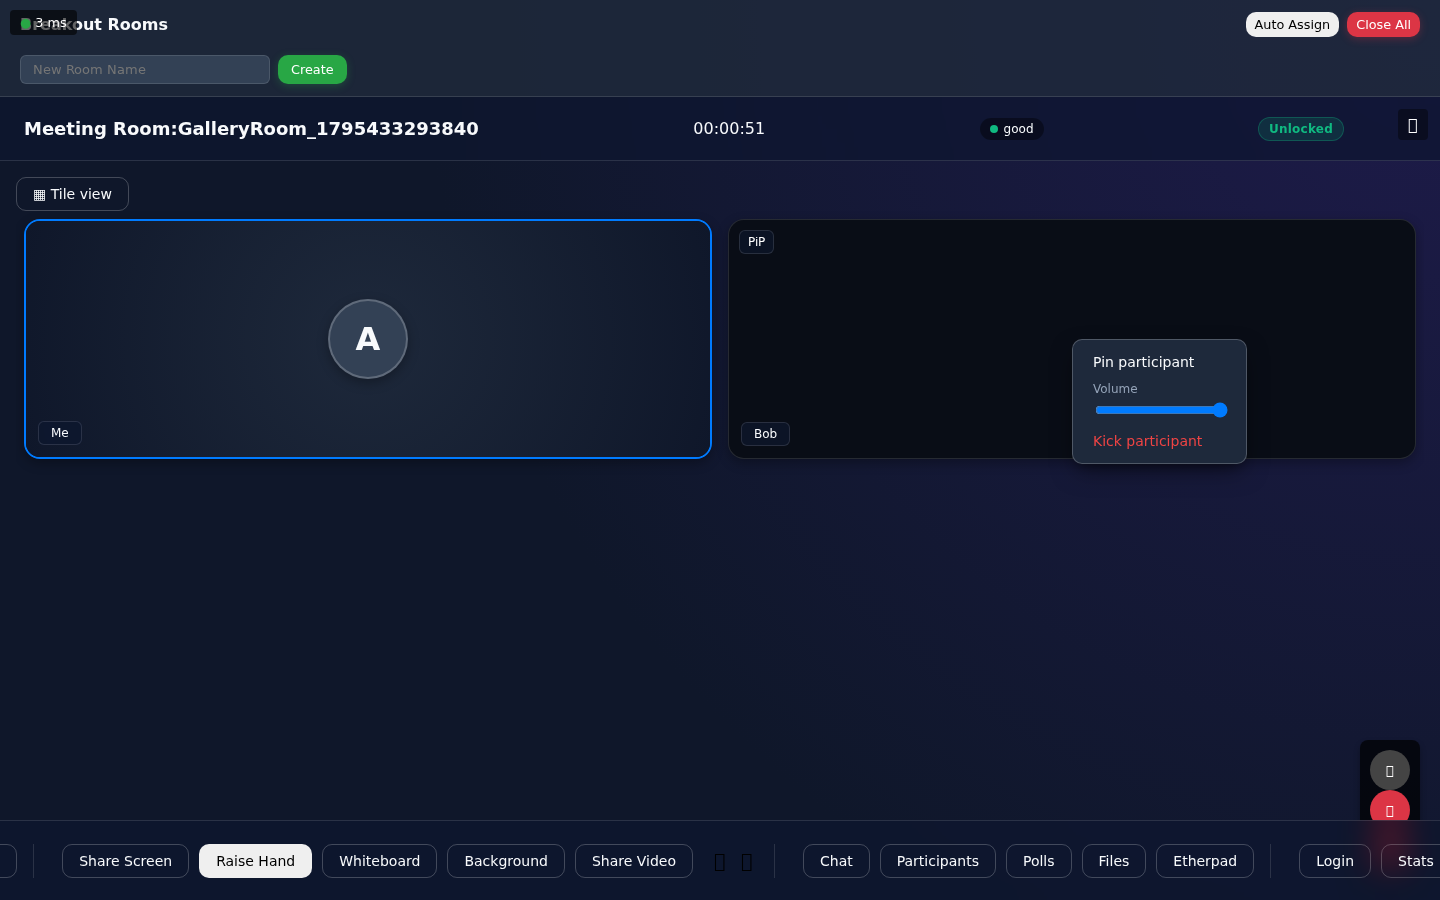 3 ms
Breakout Rooms
Auto Assign
Close All
New Room Name
Create
Meeting Room:GalleryRoom_1795433293840
00:00:51
good
Unlocked
▦ Tile view
A
Me
PiP
Bob
Pin participant
Volume
Kick participant
Share Screen
Raise Hand
Whiteboard
Background
Share Video
Chat
Participants
Polls
Files
Etherpad
Login
Stats